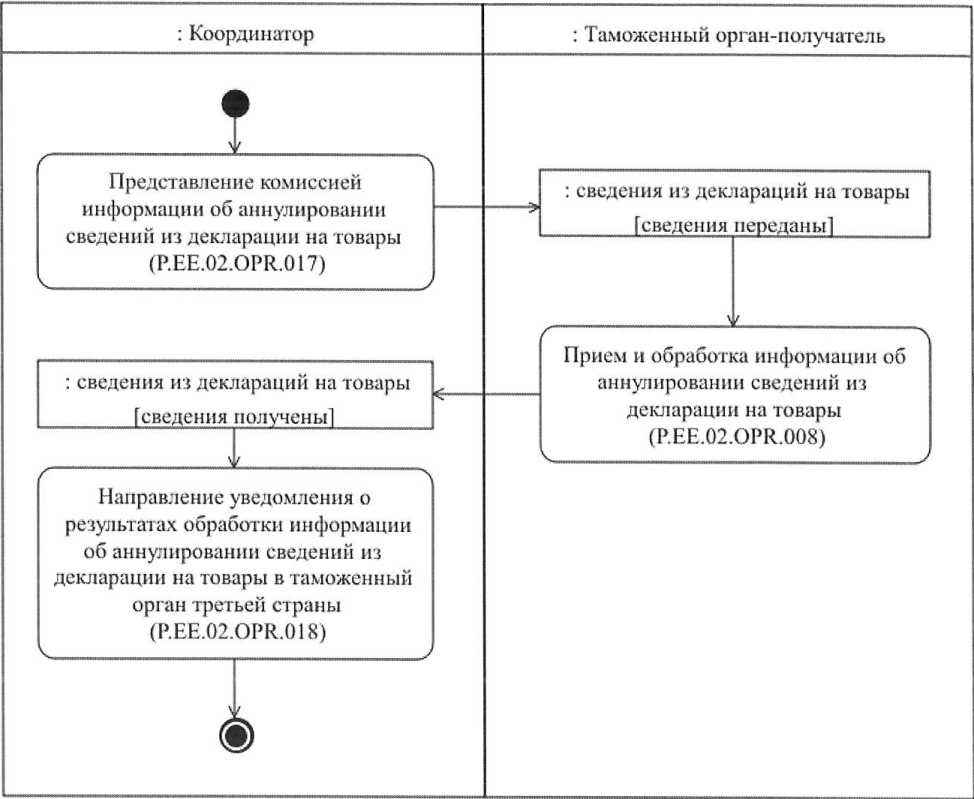 : Координатор
: Таможенный орган-получатель
Представление комиссией
информации об аннулировании
сведений из декларации на товары
(P.EE.02.OPR.017)
: сведения из деклараций на товары
[сведения переданы]
Прием и обработка информации об
аннулировании сведений из
декларации на товары
(P.EE.02.OPR.008)
: сведения из деклараций на товары
[сведения получены]
Направление уведомления о
результатах обработки информации
об аннулировании сведений из
декларации на товары в таможенный
орган третьей страны
(P.EE.02.OPR.018)